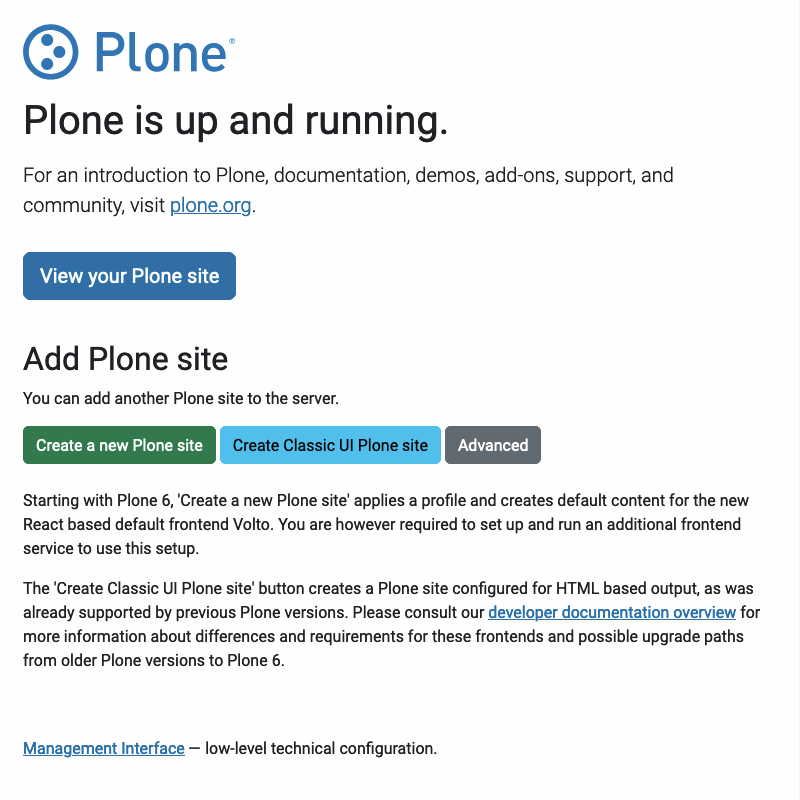 Plone®
Plone is up and running.
For an introduction to Plone, documentation, demos, add-ons, support, and
community, visit plone.org.
View your Plone site
Add Plone site
You can add another Plone site to the server.
Create a new Plone site Create Classic UI Plone site Advanced
Starting with Plone 6, 'Create a new Plone site' applies a profile and creates default content for the new
React based default frontend Volto. You are however required to set up and run an additional frontend
service to use this setup.
The 'Create Classic UI Plone site' button creates a Plone site configured for HTML based output, as was
already supported by previous Plone versions. Please consult our developer documentation overview for
more information about differences and requirements for these frontends and possible upgrade paths
from older Plone versions to Plone 6.
Management Interface — low-level technical configuration.